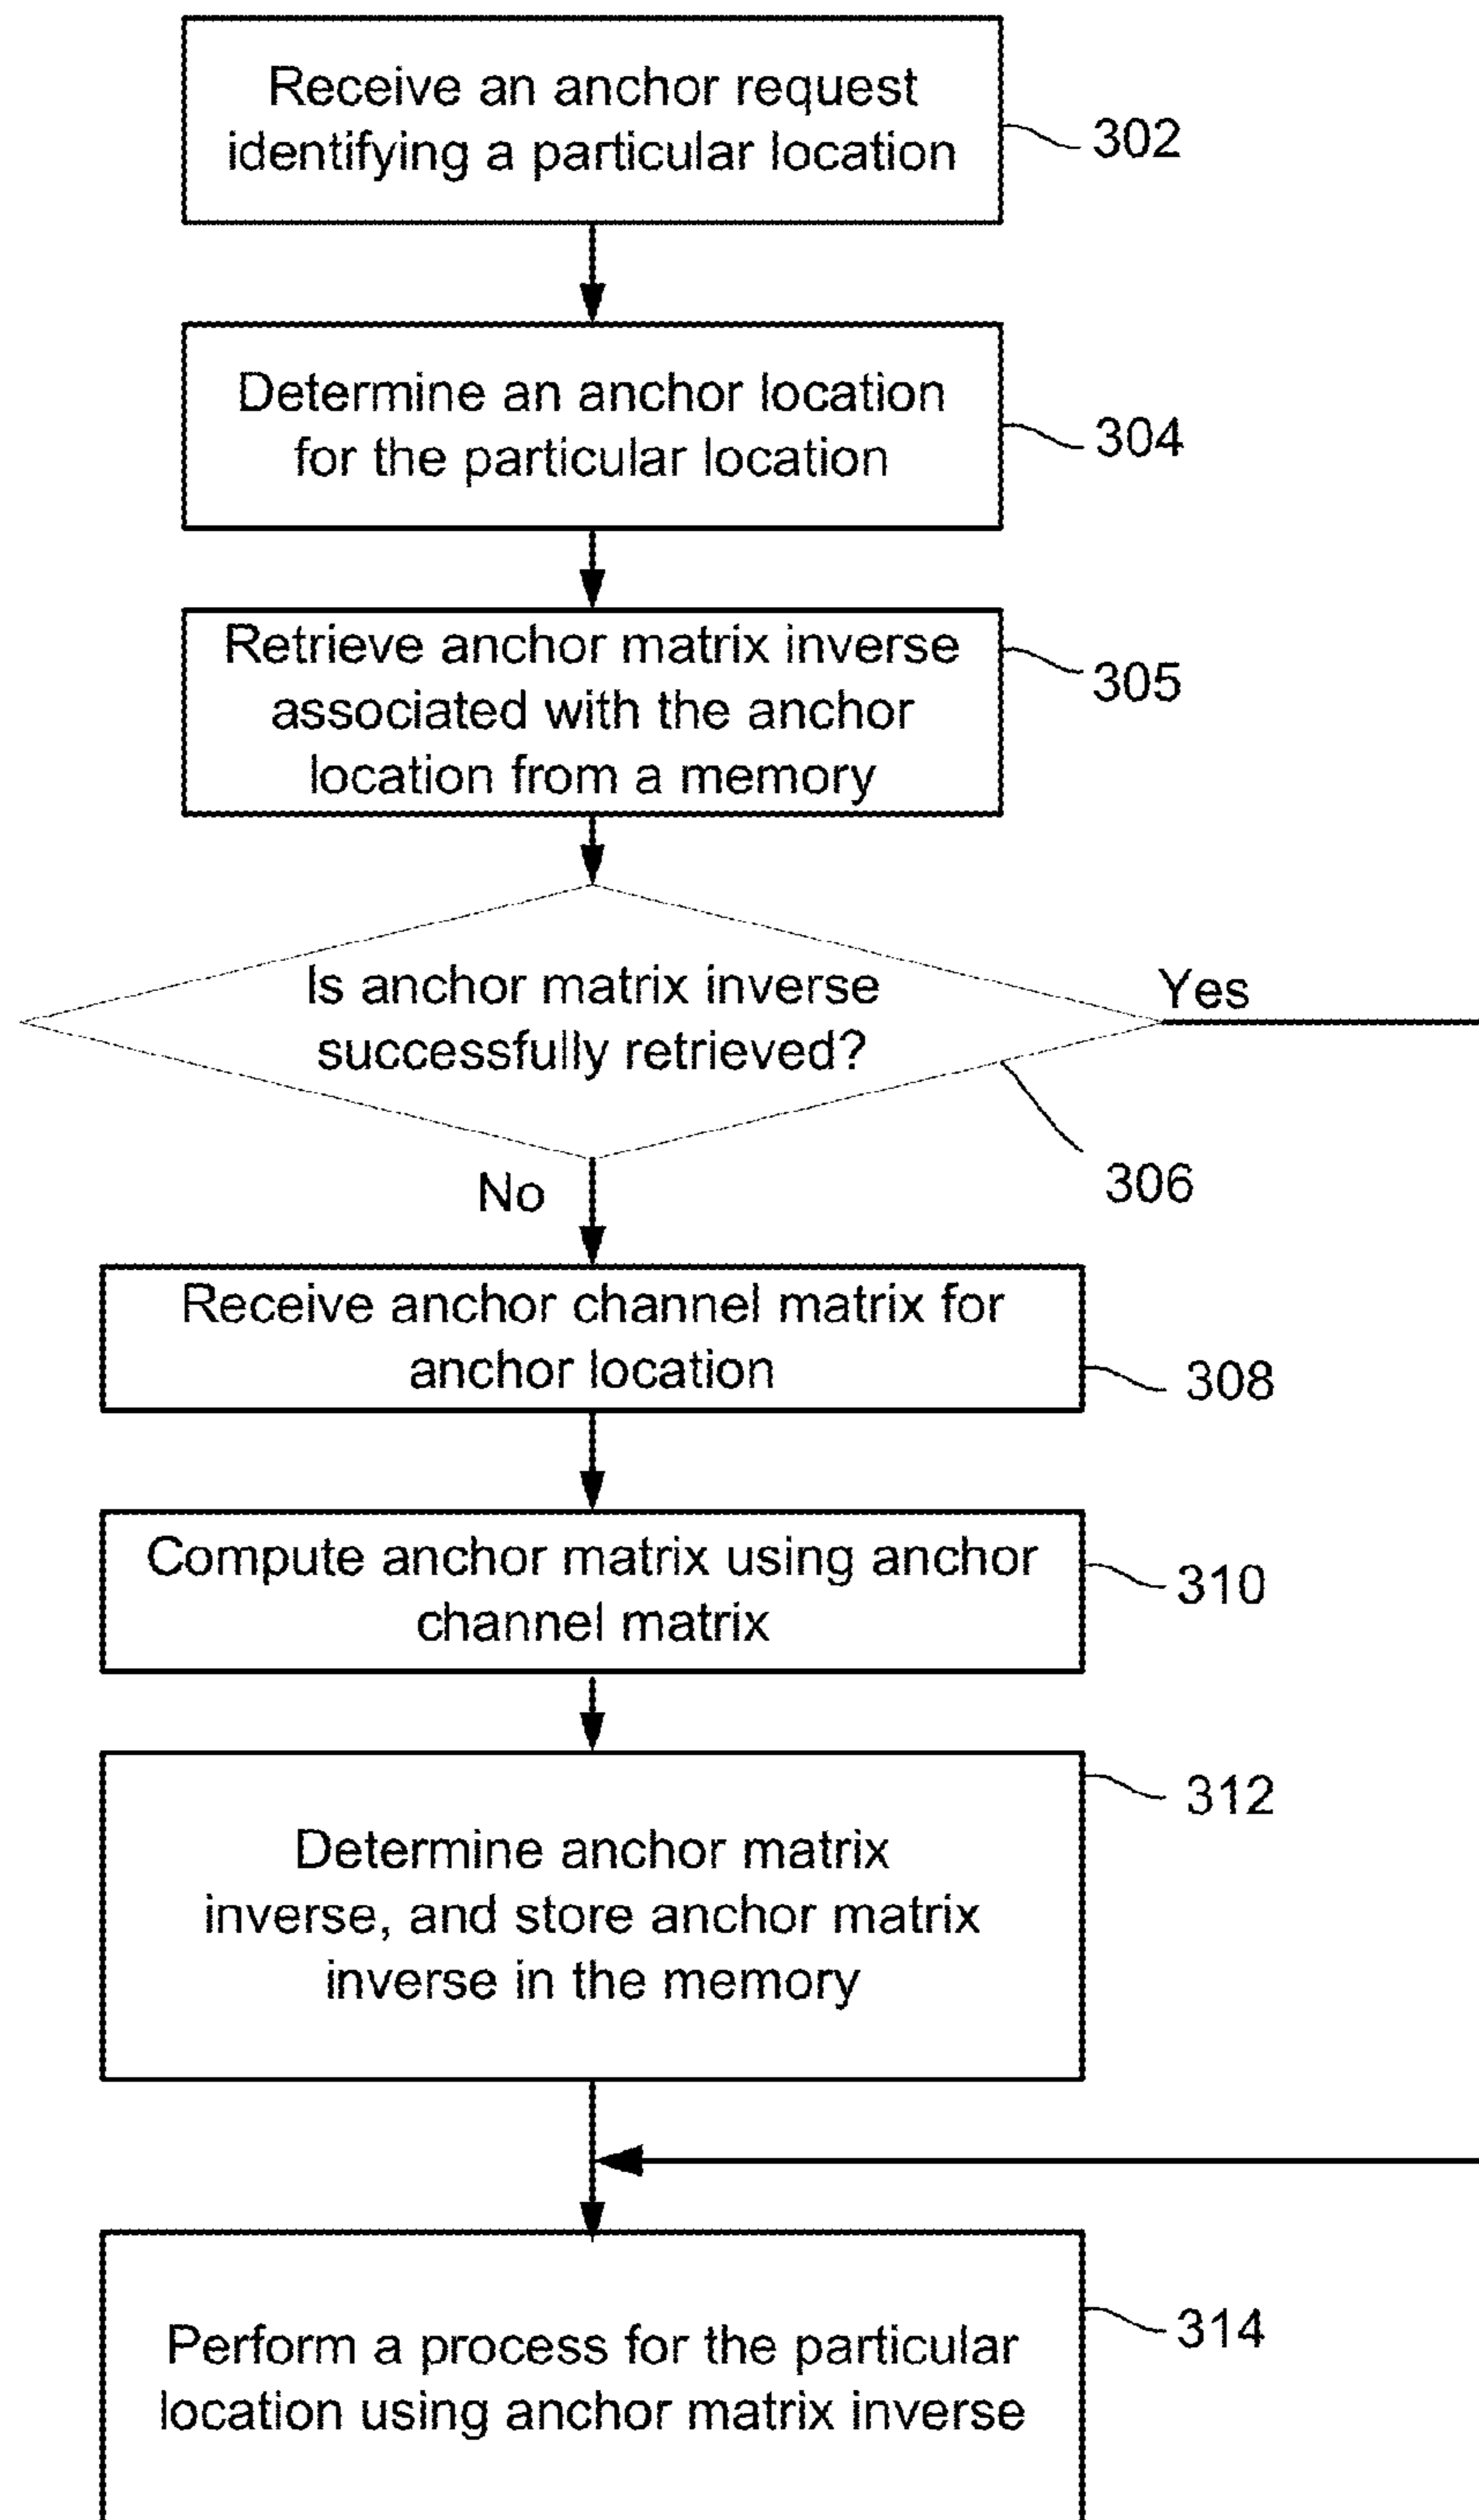 Receive an anchor request
identifying a particular location
302
Determine an anchor location
for the particular location
304
Retrieve anchor matrix inverse
associated with the anchor
location from a memory
305
Is anchor matrix inverse
successfully retrieved?
Yes
306
No
Receive anchor channel matrix for
anchor location
308
Compute anchor matrix using anchor
channel matrix
310
312
Determine anchor matrix
inverse, and store anchor matrix
inverse in the memory
314
Perform a process for the particular
location using anchor matrix inverse